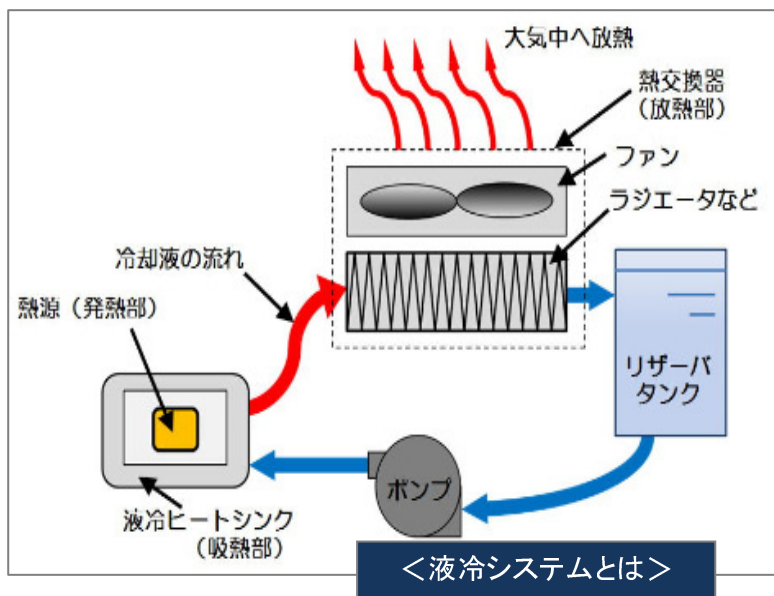 大気中へ放熱
熱交換器
（放熱部）
ファン
ラジエータなど
冷却液の流れ
熱源（発熱部）
リザーバ
タンク
ポンプ
液冷ヒートシンク
（吸熱部）
＜液冷システムとは＞